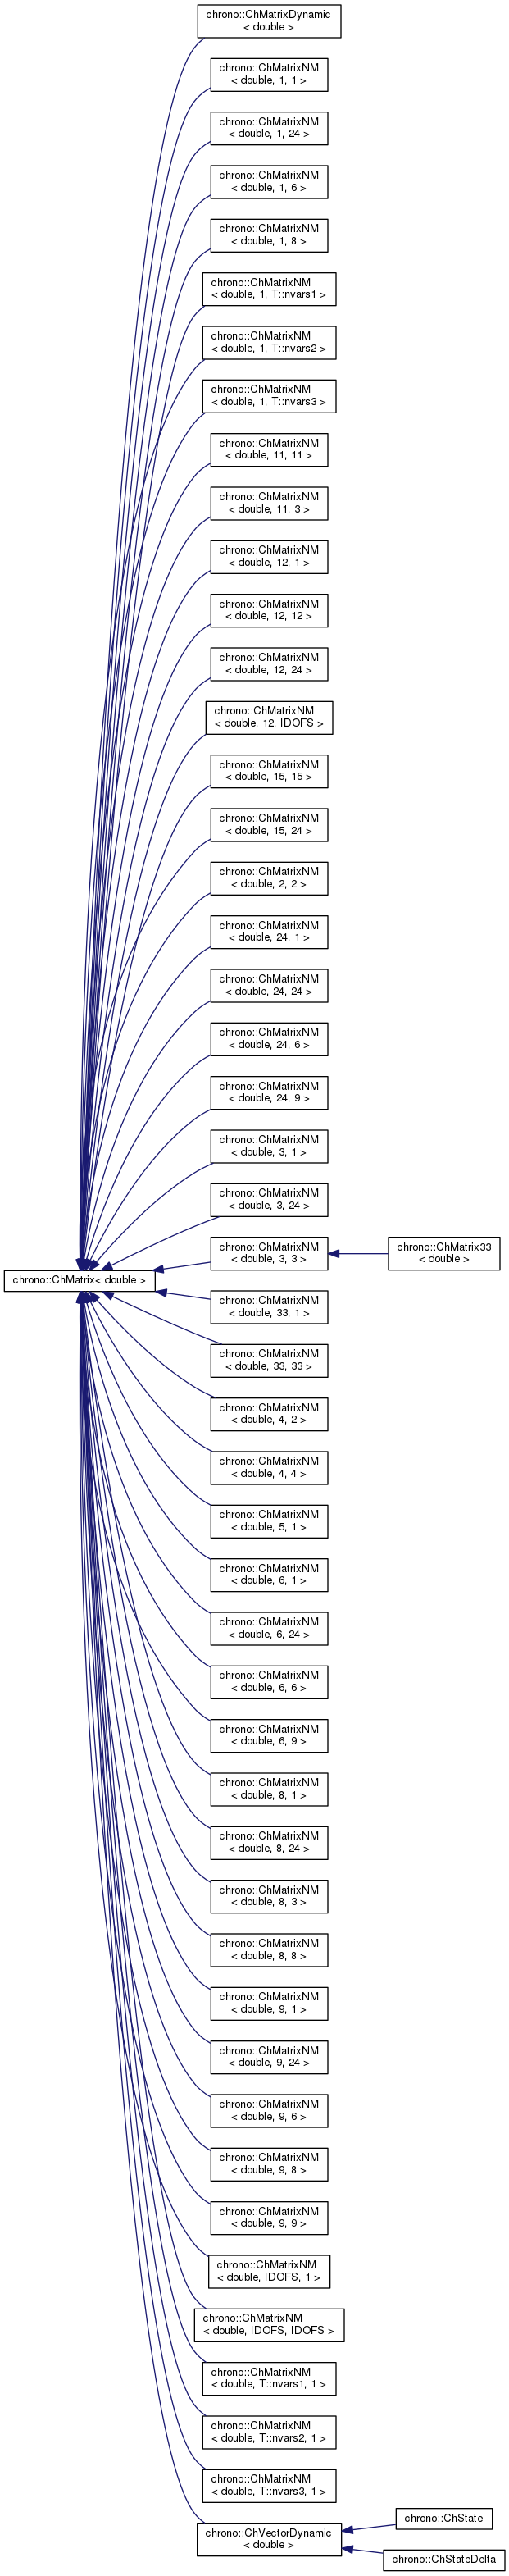 chrono::ChMatrixDynamic
< double >
chrono::ChMatrixNM
< double, 1, 1 >
chrono::ChMatrixNM
< double, 1, 24 >
chrono::ChMatrixNM
< double, 1, 6 >
chrono::ChMatrixNM
< double, 1, 8 >
chrono::ChMatrixNM
< double, 1, T::nvars1 >
chrono::ChMatrixNM
< double, 1, T::nvars2 >
chrono::ChMatrixNM
< double, 1, T::nvars3 >
chrono::ChMatrixNM
< double, 11, 11 >
chrono::ChMatrixNM
< double, 11, 3 >
chrono::ChMatrixNM
< double, 12, 1 >
chrono::ChMatrixNM
< double, 12, 12 >
chrono::ChMatrixNM
< double, 12, 24 >
chrono::ChMatrixNM
< double, 12, IDOFS >
chrono::ChMatrixNM
< double, 15, 15 >
chrono::ChMatrixNM
< double, 15, 24 >
chrono::ChMatrixNM
< double, 2, 2 >
chrono::ChMatrixNM
< double, 24, 1 >
chrono::ChMatrixNM
< double, 24, 24 >
chrono::ChMatrixNM
< double, 24, 6 >
chrono::ChMatrixNM
< double, 24, 9 >
chrono::ChMatrixNM
< double, 3, 1 >
chrono::ChMatrixNM
< double, 3, 24 >
chrono::ChMatrixNM
< double, 3, 3 >
chrono::ChMatrix33
< double >
chrono::ChMatrix< double >
chrono::ChMatrixNM
< double, 33, 1 >
chrono::ChMatrixNM
< double, 33, 33 >
chrono::ChMatrixNM
< double, 4, 2 >
chrono::ChMatrixNM
< double, 4, 4 >
chrono::ChMatrixNM
< double, 5, 1 >
chrono::ChMatrixNM
< double, 6, 1 >
chrono::ChMatrixNM
< double, 6, 24 >
chrono::ChMatrixNM
< double, 6, 6 >
chrono::ChMatrixNM
< double, 6, 9 >
chrono::ChMatrixNM
< double, 8, 1 >
chrono::ChMatrixNM
< double, 8, 24 >
chrono::ChMatrixNM
< double, 8, 3 >
chrono::ChMatrixNM
< double, 8, 8 >
chrono::ChMatrixNM
< double, 9, 1 >
chrono::ChMatrixNM
< double, 9, 24 >
chrono::ChMatrixNM
< double, 9, 6 >
chrono::ChMatrixNM
< double, 9, 8 >
chrono::ChMatrixNM
< double, 9, 9 >
chrono::ChMatrixNM
< double, IDOFS, 1 >
chrono::ChMatrixNM
< double, IDOFS, IDOFS >
chrono::ChMatrixNM
< double, T::nvars1, 1 >
chrono::ChMatrixNM
< double, T::nvars2, 1 >
chrono::ChMatrixNM
< double, T::nvars3, 1 >
chrono::ChVectorDynamic
< double >
chrono::ChState
chrono::ChStateDelta